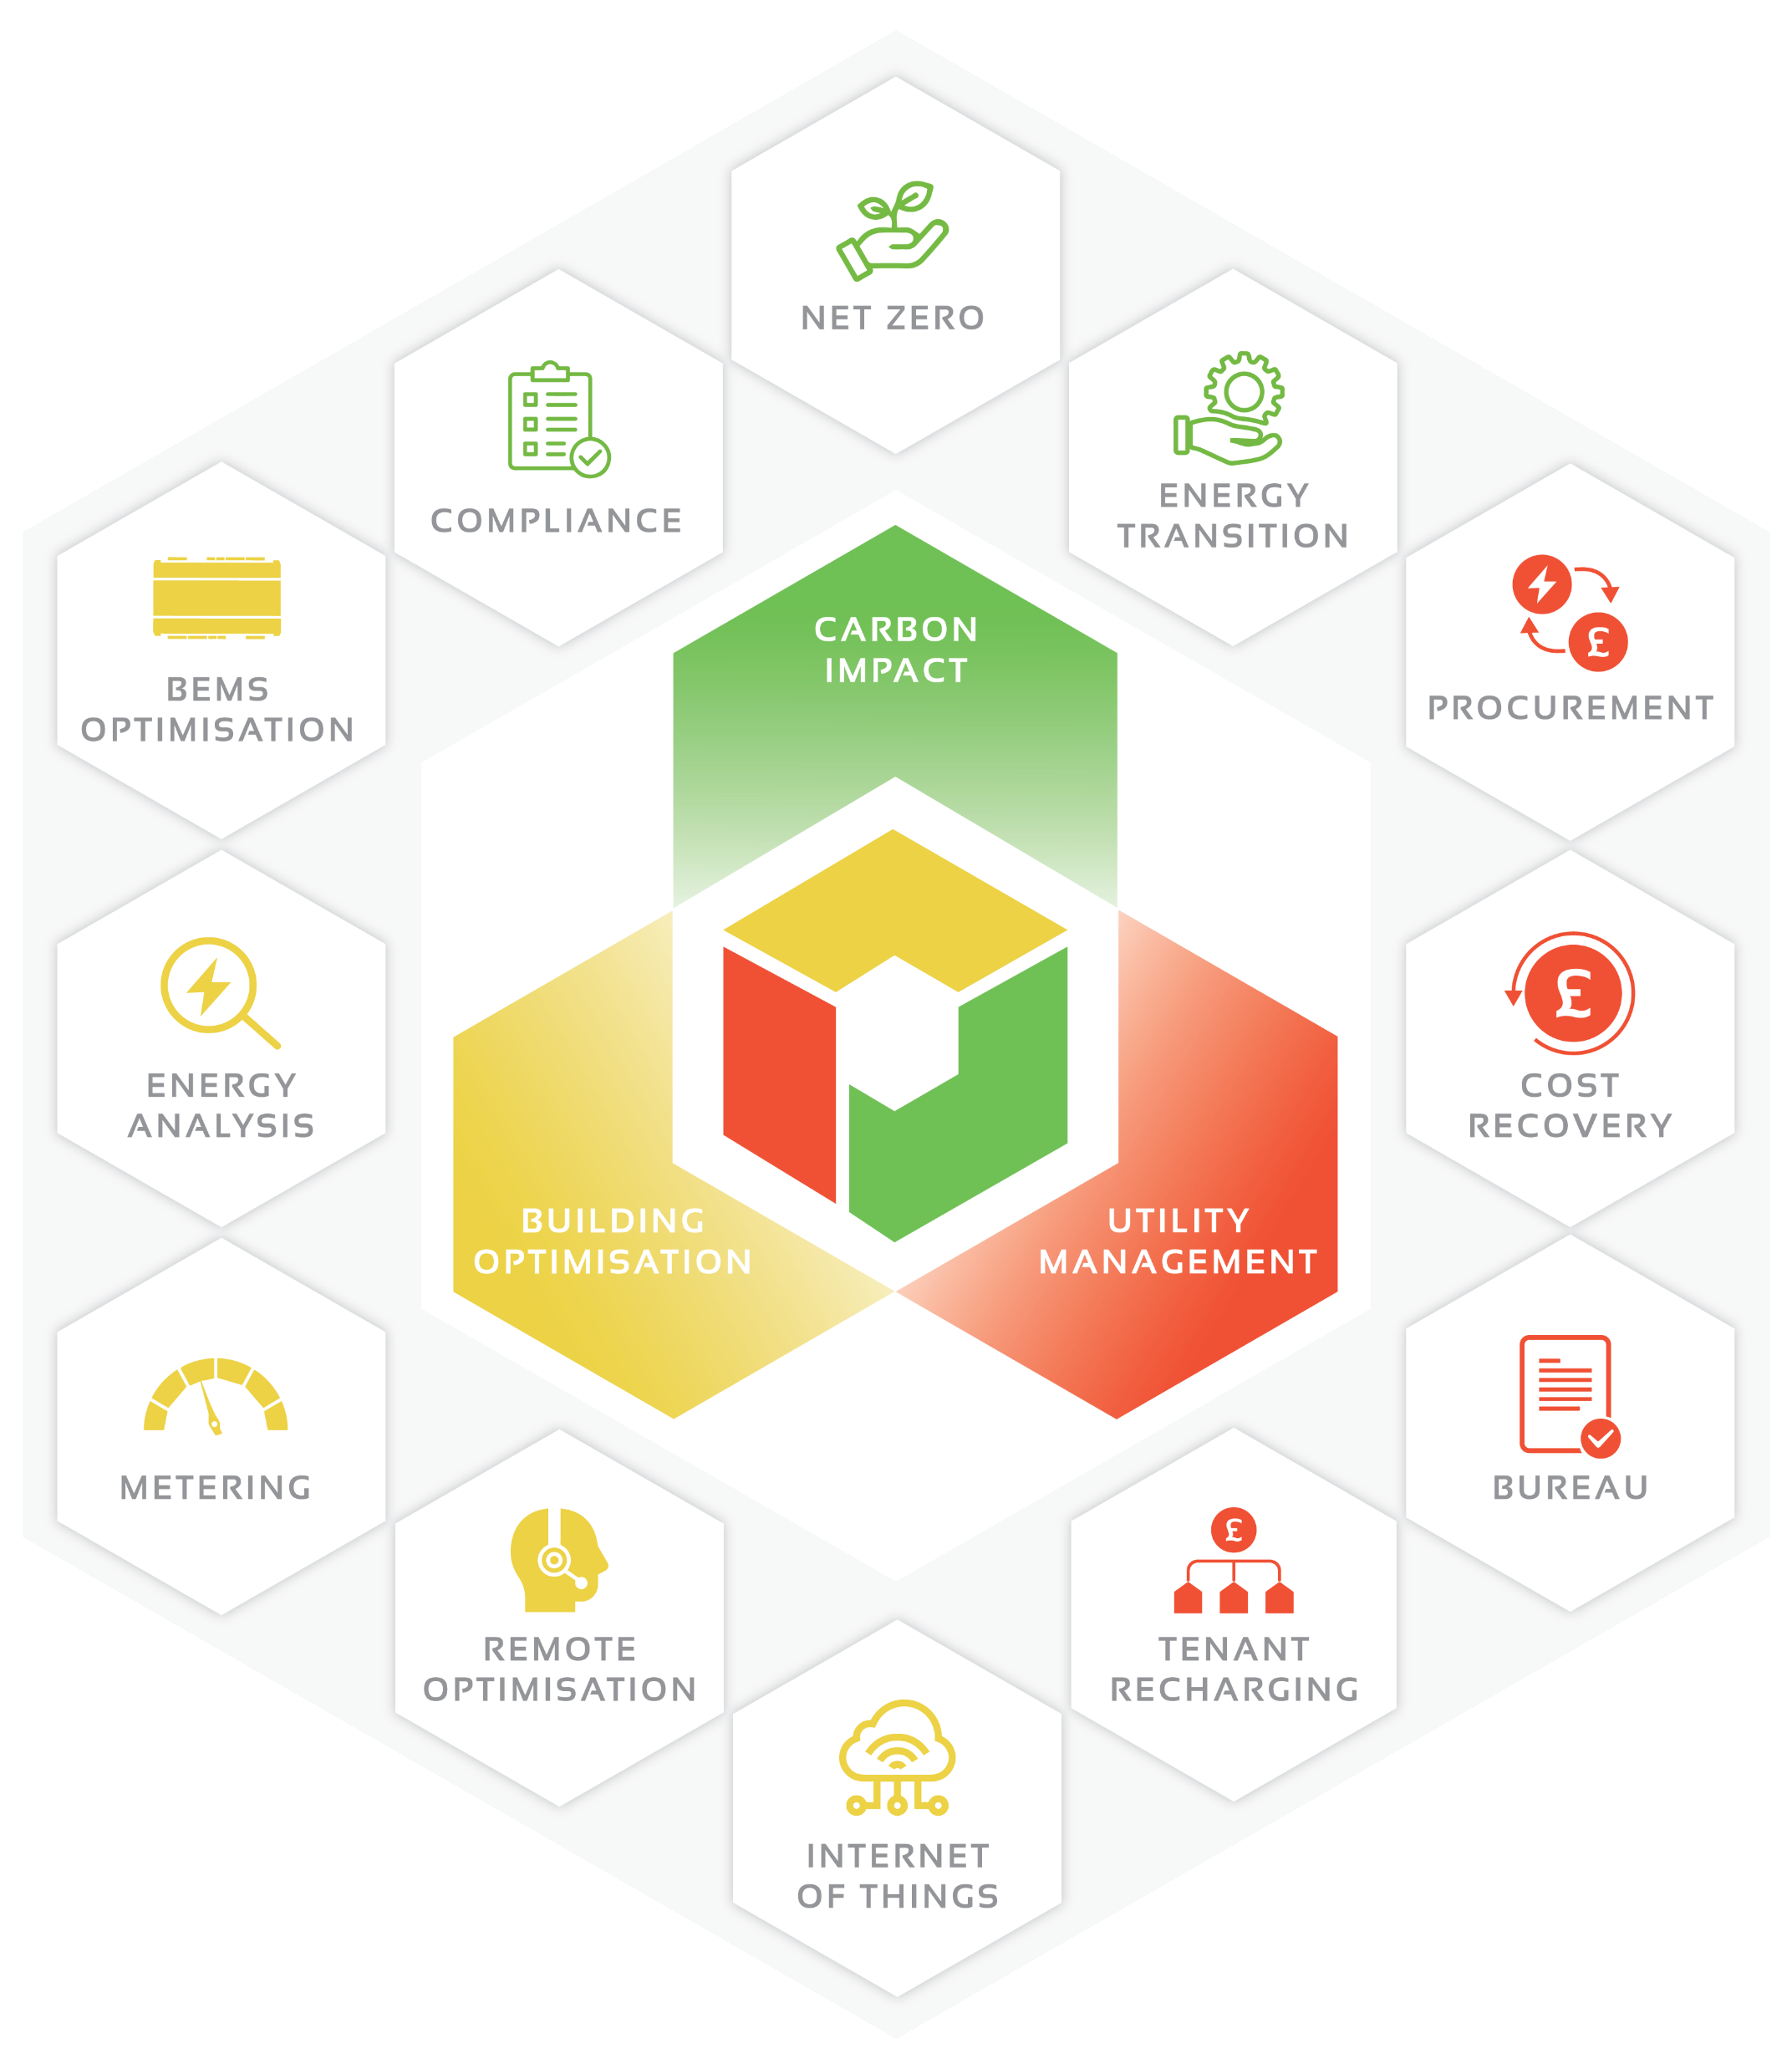 NET ZERO
COMPLIANCE
ENERGY
TRANSITION
BEMS
OPTIMISATION
CARBON
IMPACT
PROCUREMENT
£
ENERGY
ANALYSIS
£
COST
RECOVERY
BUILDING
OPTIMISATION
UTILITY
MANAGEMENT
METERING
BUREAU
REMOTE
OPTIMISATION
£
TENANT
RECHARGING
INTERNET
OF THINGS